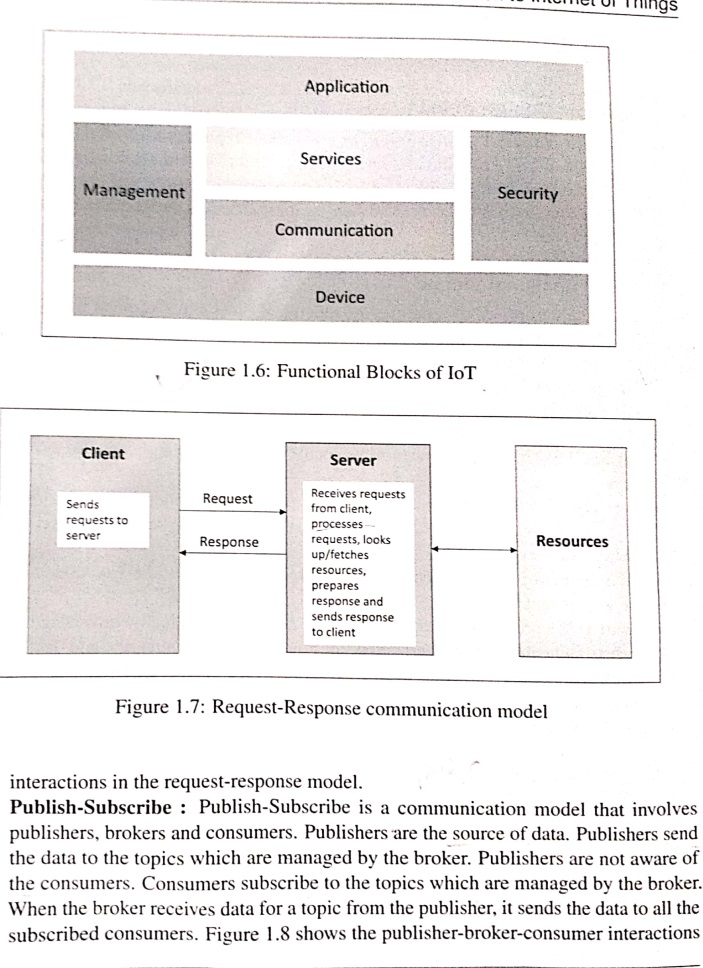 Internet of Things
Application
Services
Management
Security
Communication
Device
Figure 1.6: Functional Blocks of IoT
Client
Server
Sends
requests to
server
Request
Response
Receives requests
from client,
processes
requests, looks
up/fetches
resources,
prepares
response and
sends response
to client
Resources
Figure 1.7: Request-Response communication model
interactions in the request-response model.
Publish-Subscribe : Publish-Subscribe is a communication model that involves
publishers, brokers and consumers. Publishers are the source of data. Publishers send
the data to the topics which are managed by the broker. Publishers are not aware of
the consumers. Consumers subscribe to the topics which are managed by the broker.
When the broker receives data for a topic from the publisher, it sends the data to all the
subscribed consumers. Figure 1.8 shows the publisher-broker-consumer interactions